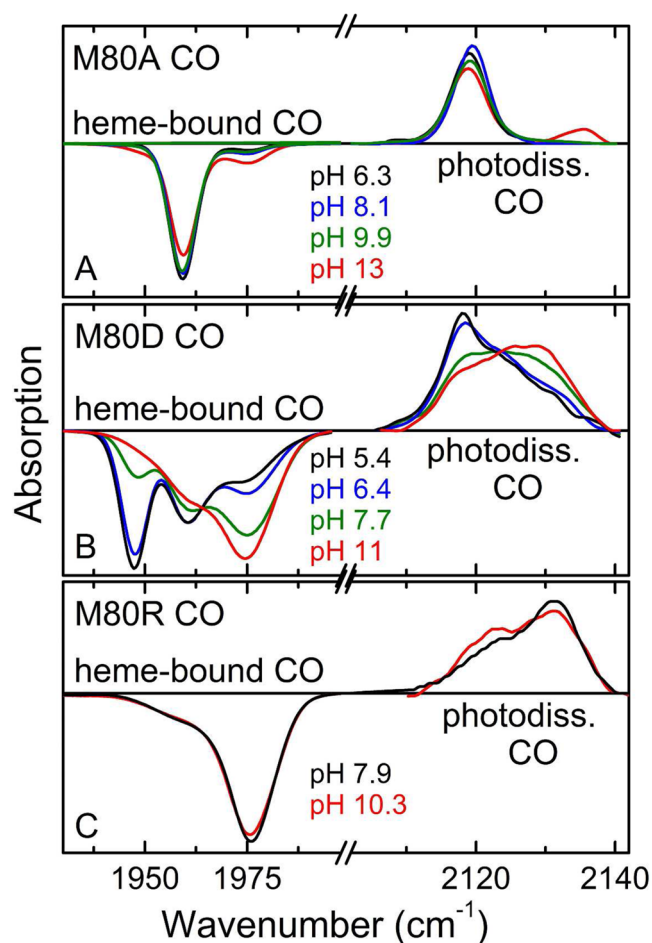 M80A CO
heme-bound CO
photodiss.
CO
pH 6.3
pH 8.1
pH 9.9
pH 13
A
M80D CO
heme-bound CO
photodiss.
CO
pH 5.4
pH 6.4
pH 7.7
pH 11
B
M80R CO
heme-bound CO
photodiss.
CO
pH 7.9
pH 10.3
C
Absorption
1950 1975 2120 2140
Wavenumber (cm⁻¹)